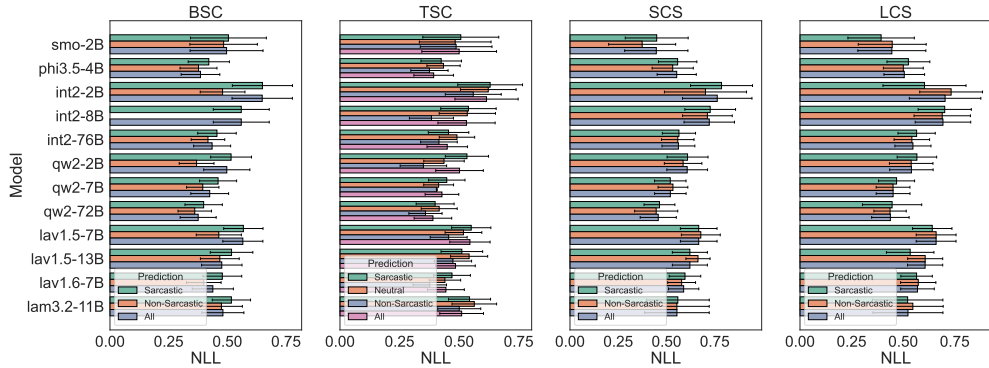 BSC
TSC
SCS
LCS
Model
smo-2B
phi3.5-4B
int2-2B
int2-8B
int2-76B
qw2-2B
qw2-7B
qw2-72B
lav1.5-7B
lav1.5-13B
lav1.6-7B
lam3.2-11B
Prediction
Sarcastic
Non-Sarcastic
All
Prediction
Sarcastic
Neutral
Non-Sarcastic
All
Prediction
Sarcastic
Non-Sarcastic
All
Prediction
Sarcastic
Non-Sarcastic
All
0.00 0.25 0.50 0.75
0.00 0.25 0.50 0.75
0.00 0.25 0.50 0.75
0.00 0.25 0.50 0.75
NLL
NLL
NLL
NLL